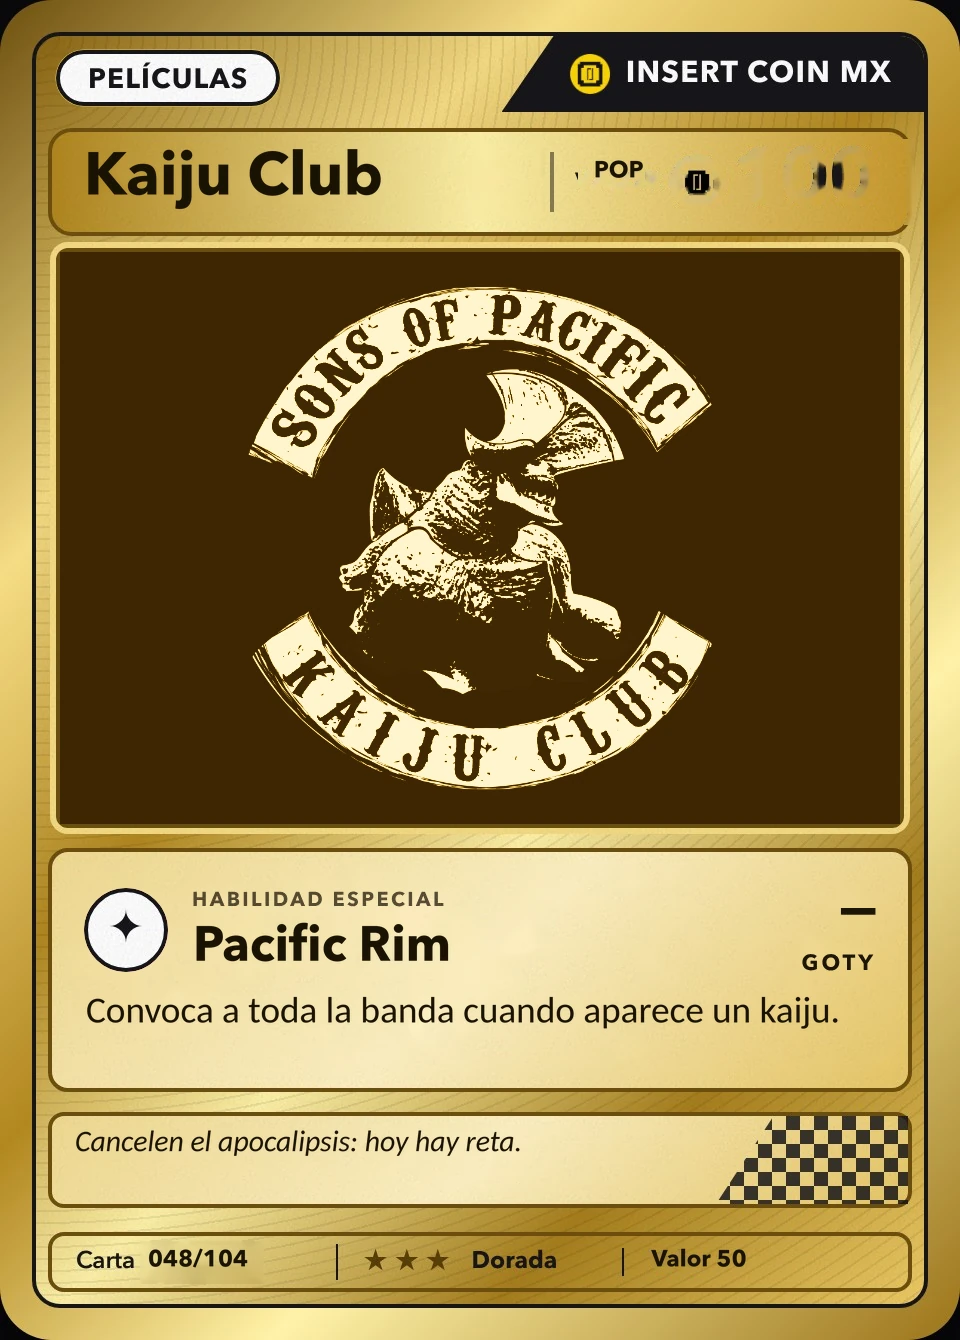 PELÍCULAS
INSERT COIN MX
Kaiju Club
POP
SONS OF PACIFIC
KAIJU CLUB
HABILIDAD ESPECIAL
Pacific Rim
—
GOTY
Convoca a toda la banda cuando aparece un kaiju.
Cancelen el apocalipsis: hoy hay reta.
Carta 048/104 ★★★ Dorada Valor 50